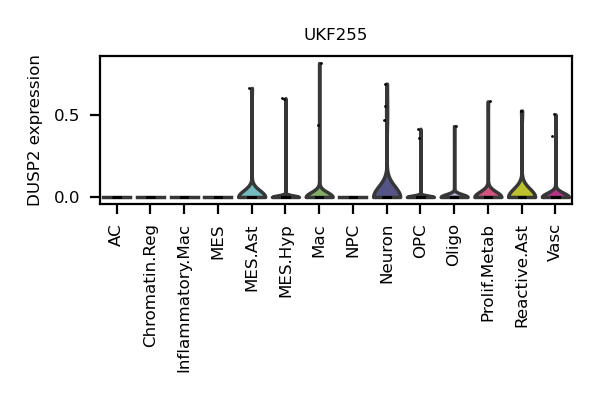 UKF255
DUSP2 expression
0.5
0.0
AC
Chromatin.Reg
Inflammatory.Mac
MES
MES.Ast
MES.Hyp
Mac
NPC
Neuron
OPC
Oligo
Prolif.Metab
Reactive.Ast
Vasc